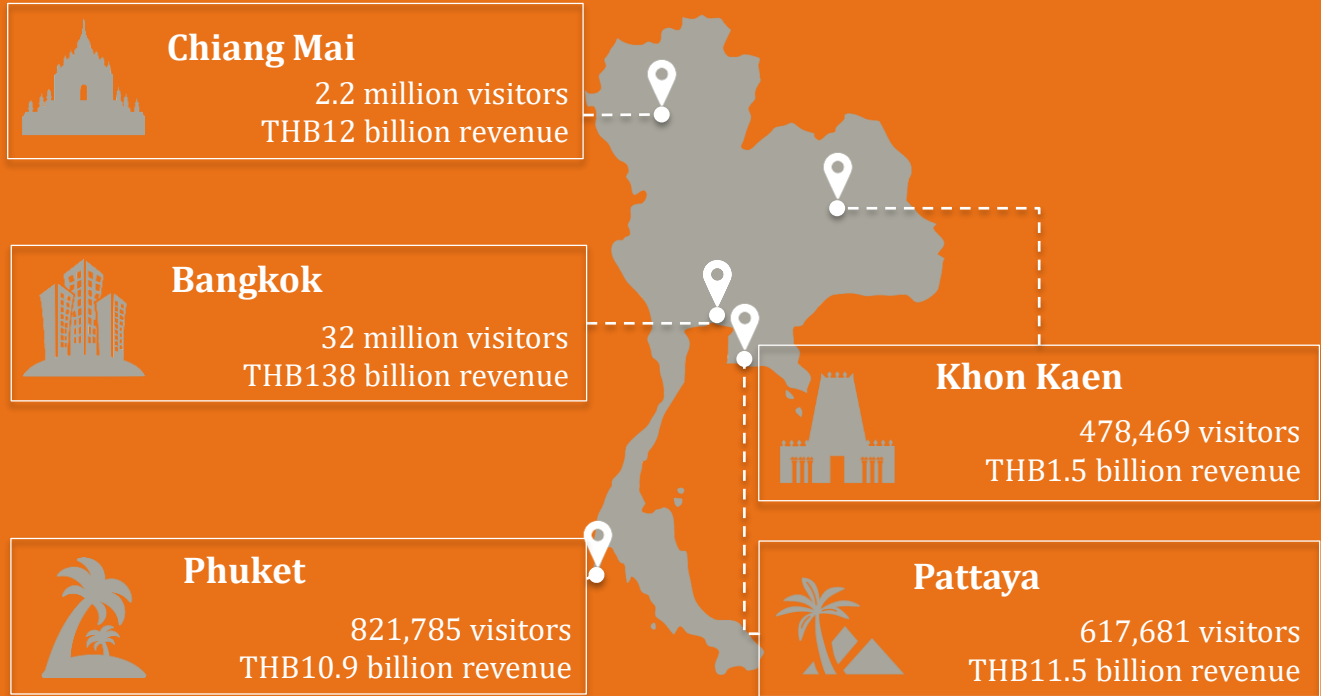 Chiang Mai
2.2 million visitors
THB12 billion revenue
Bangkok
32 million visitors
THB138 billion revenue
Khon Kaen
478,469 visitors
THB1.5 billion revenue
Phuket
821,785 visitors
THB10.9 billion revenue
Pattaya
617,681 visitors
THB11.5 billion revenue